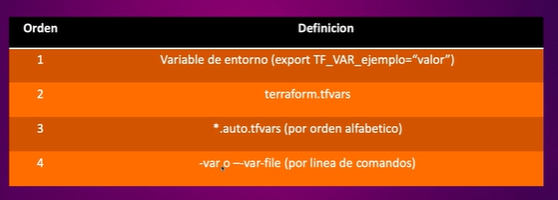 Orden Definicion
1 Variable de entorno (export TF_VAR_ejemplo=“valor”)
2 terraform.tfvars
3 *.auto.tfvars (por orden alfabetico)
4 -var o –-var-file (por linea de comandos)